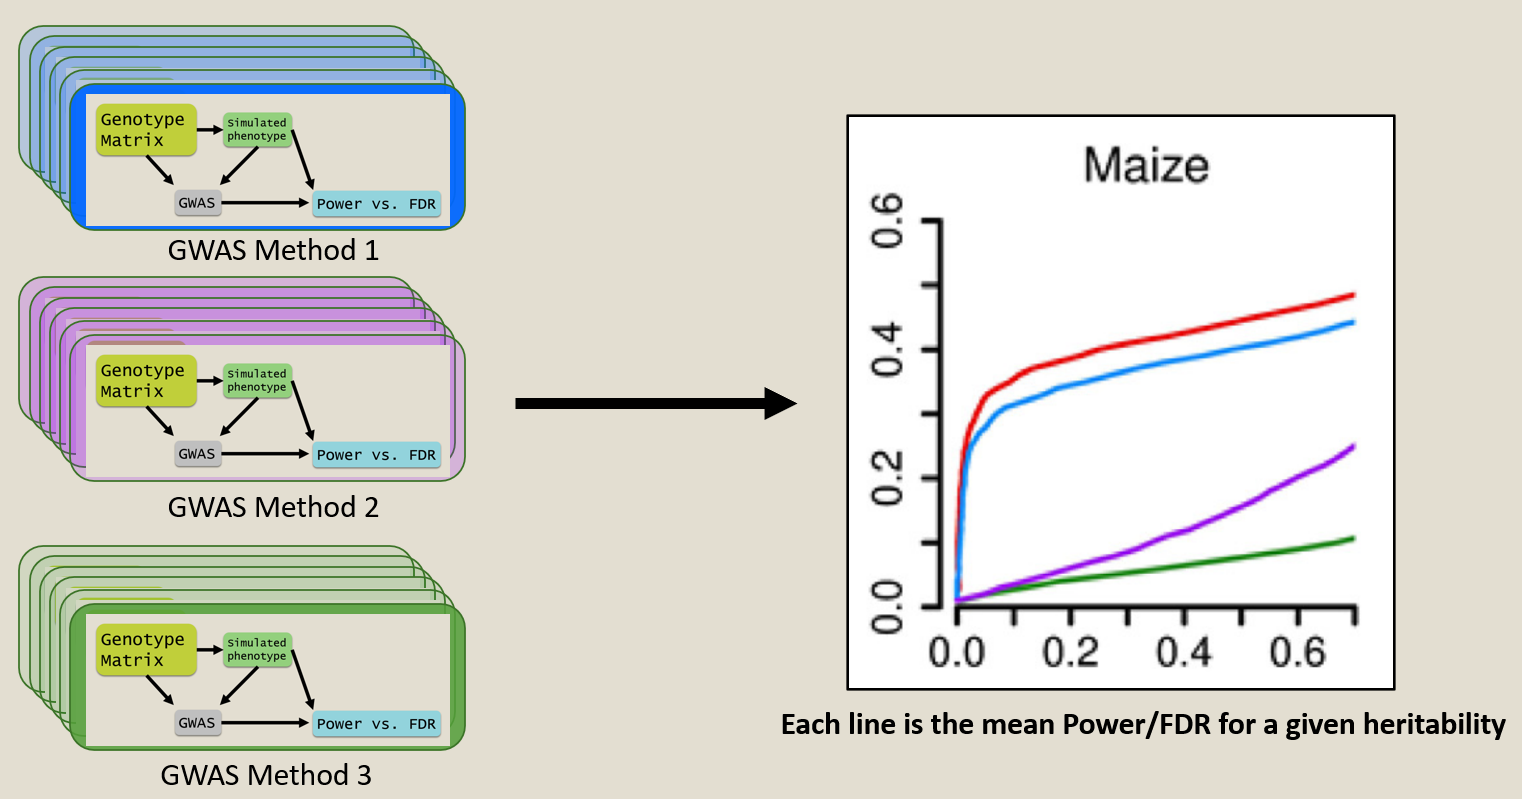 Genotype
Matrix
Simulated
phenotype
GWAS
Power vs. FDR
GWAS Method 1
Genotype
Matrix
Simulated
phenotype
GWAS
Power vs. FDR
GWAS Method 2
Genotype
Matrix
Simulated
phenotype
GWAS
Power vs. FDR
GWAS Method 3
Maize
0.6
0.4
0.2
0.0
0.0 0.2 0.4 0.6
Each line is the mean Power/FDR for a given heritability